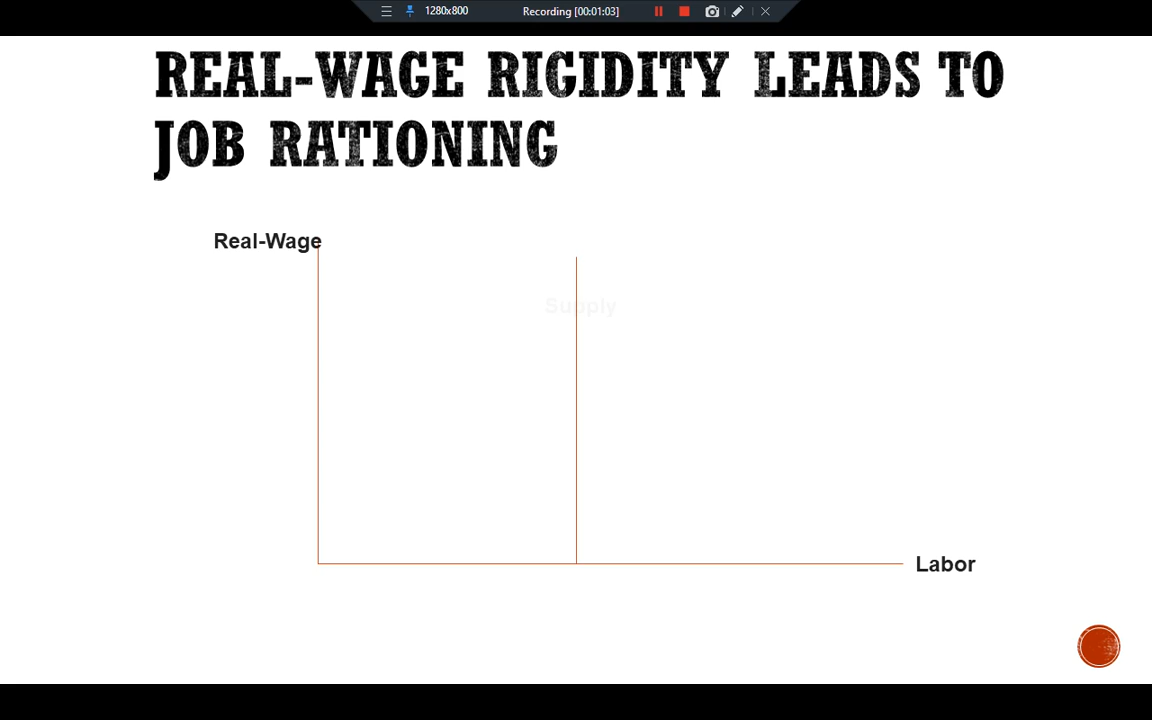 1280x800
Recording [00:01:03]
REAL-WAGE RIGIDITY LEADS TO
JOB RATIONING
Real-Wage
Supply
Labor